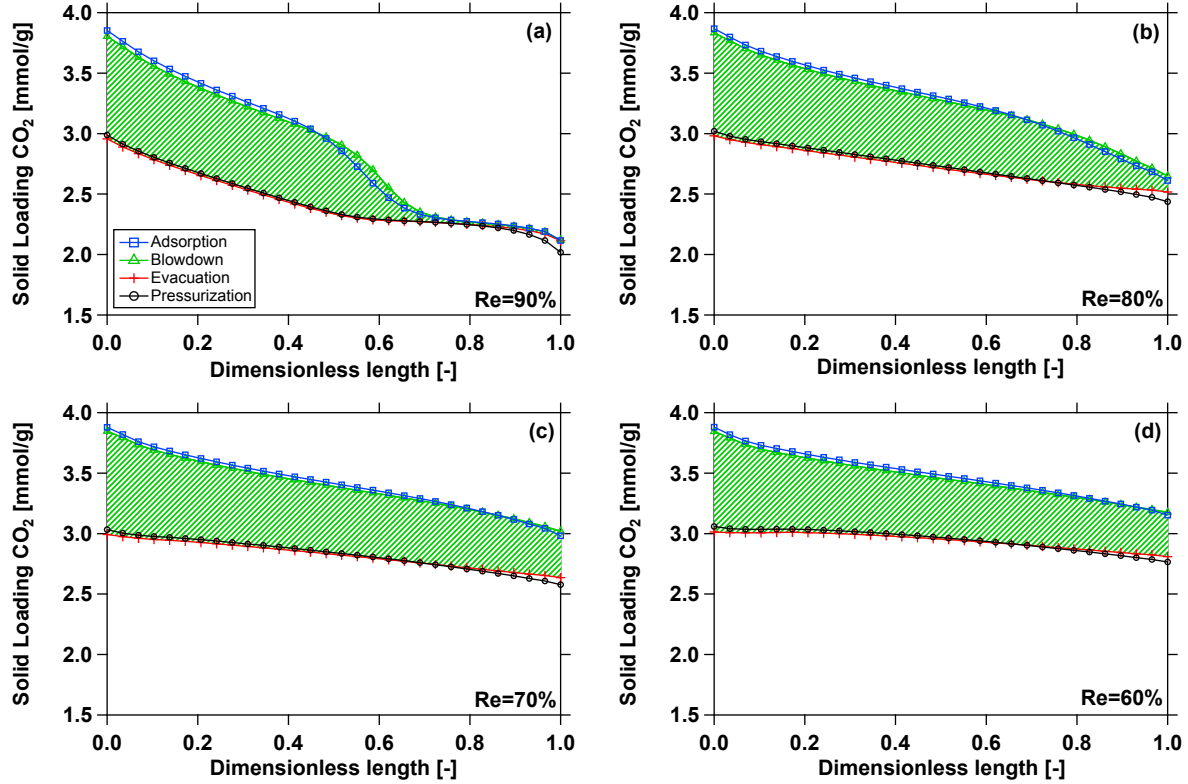 4.0
3.5
3.0
2.5
2.0
1.5
Solid Loading CO2 [mmol/g]
(a)
Adsorption
Blowdown
Evacuation
Pressurization
Re=90%
0.0 0.2 0.4 0.6 0.8 1.0
Dimensionless length [-]
4.0
3.5
3.0
2.5
2.0
1.5
Solid Loading CO2 [mmol/g]
(b)
Re=80%
0.0 0.2 0.4 0.6 0.8 1.0
Dimensionless length [-]
4.0
3.5
3.0
2.5
2.0
1.5
Solid Loading CO2 [mmol/g]
(c)
Re=70%
0.0 0.2 0.4 0.6 0.8 1.0
Dimensionless length [-]
4.0
3.5
3.0
2.5
2.0
1.5
Solid Loading CO2 [mmol/g]
(d)
Re=60%
0.0 0.2 0.4 0.6 0.8 1.0
Dimensionless length [-]